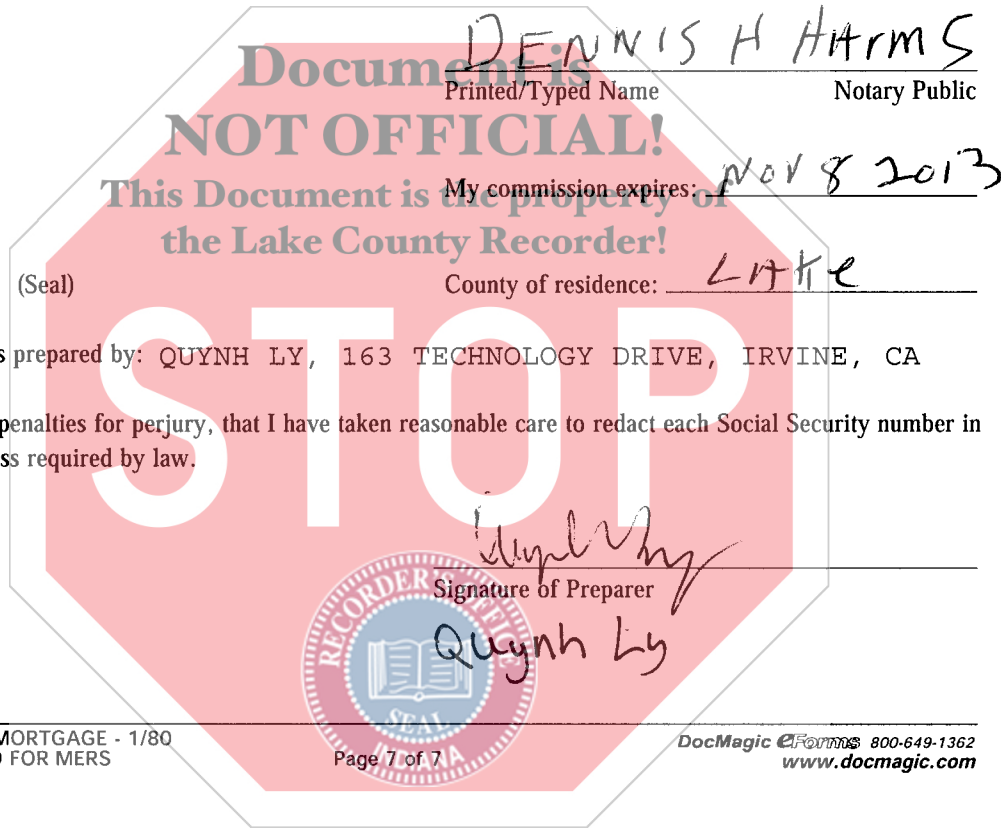 DENNIS H HArmS
Document is
Printed/Typed Name Notary Public
NOT OFFICIAL!
This Document is the property of
My commission expires: NOV 8 2013
the Lake County Recorder!
(Seal) County of residence: LAke
STOP
s prepared by: QUYNH LY, 163 TECHNOLOGY DRIVE, IRVINE, CA
penalties for perjury, that I have taken reasonable care to redact each Social Security number in
ss required by law.
Signature of Preparer
Quynh Ly
RECORDER'S OFFICE
SEAL
INDIANA
MORTGAGE - 1/80
FOR MERS
Page 7 of 7
DocMagic eForms 800-649-1362
www.docmagic.com